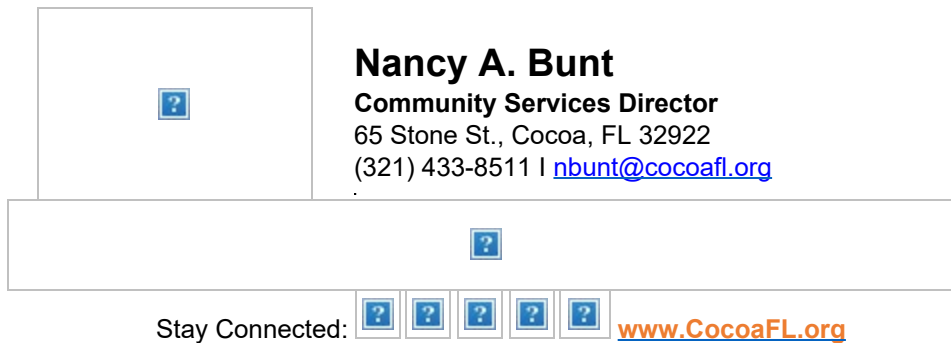 Nancy A. Bunt
Community Services Director
65 Stone St., Cocoa, FL 32922
(321) 433-8511 I nbunt@cocoafl.org
.
Stay Connected: www.CocoaFL.org